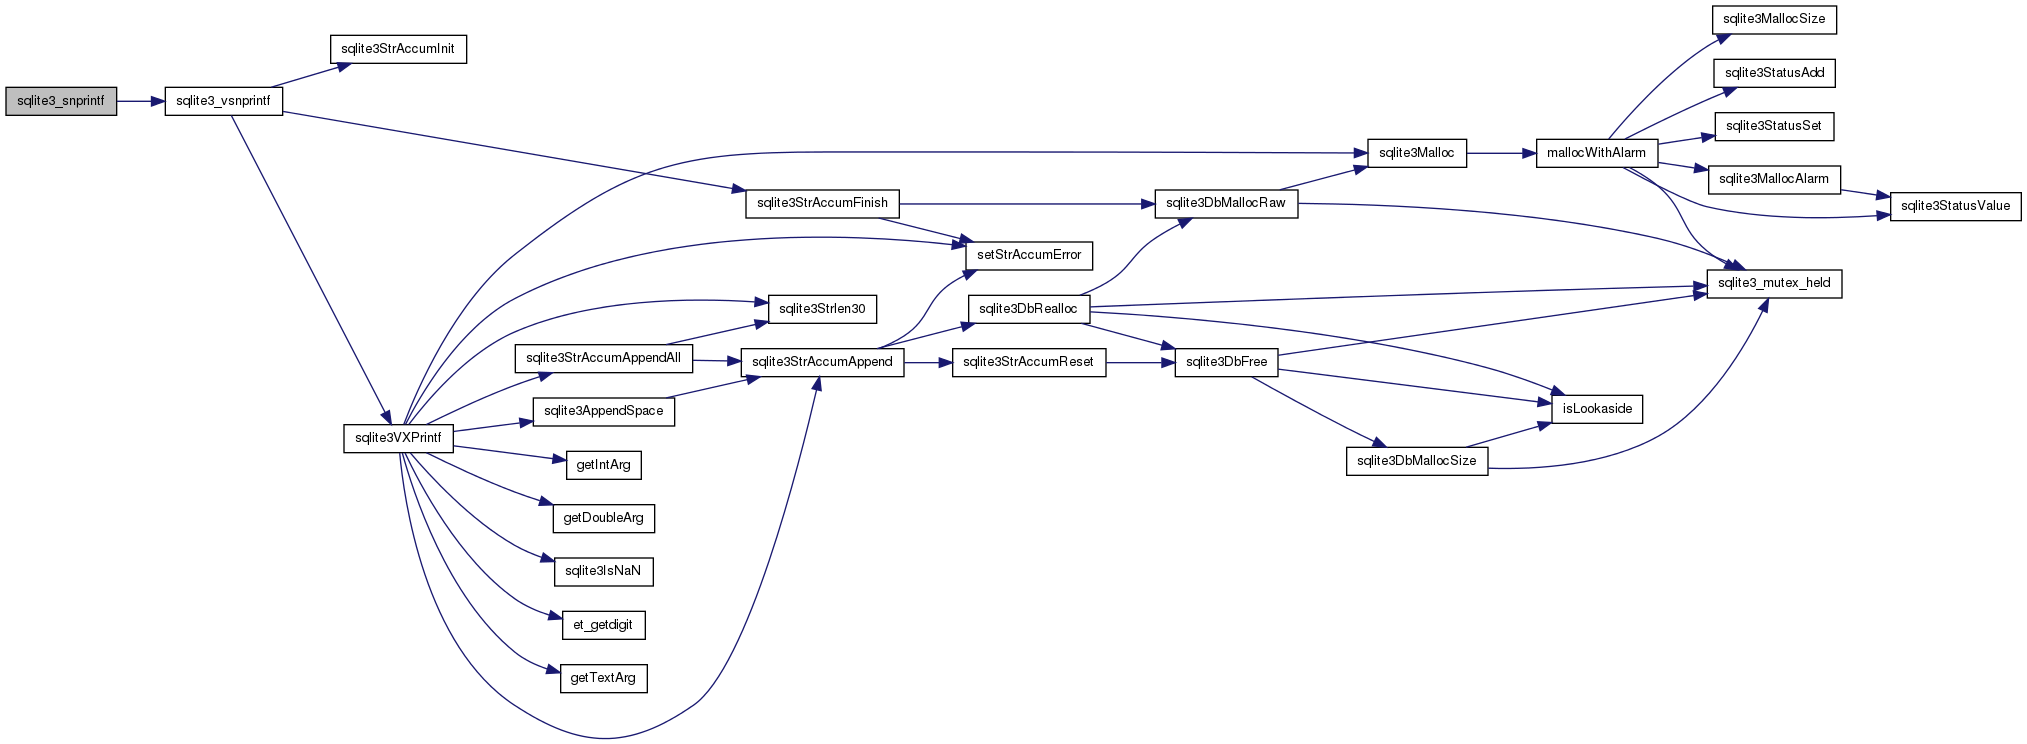 sqlite3_snprintf
sqlite3_vsnprintf
sqlite3StrAccumInit
sqlite3VXPrintf
sqlite3StrAccumAppendAll
sqlite3AppendSpace
getIntArg
getDoubleArg
sqlite3IsNaN
et_getdigit
getTextArg
sqlite3StrAccumFinish
sqlite3Strlen30
sqlite3StrAccumAppend
setStrAccumError
sqlite3DbRealloc
sqlite3StrAccumReset
sqlite3DbMallocRaw
sqlite3DbFree
sqlite3Malloc
sqlite3DbMallocSize
mallocWithAlarm
isLookaside
sqlite3MallocSize
sqlite3StatusAdd
sqlite3StatusSet
sqlite3MallocAlarm
sqlite3StatusValue
sqlite3_mutex_held